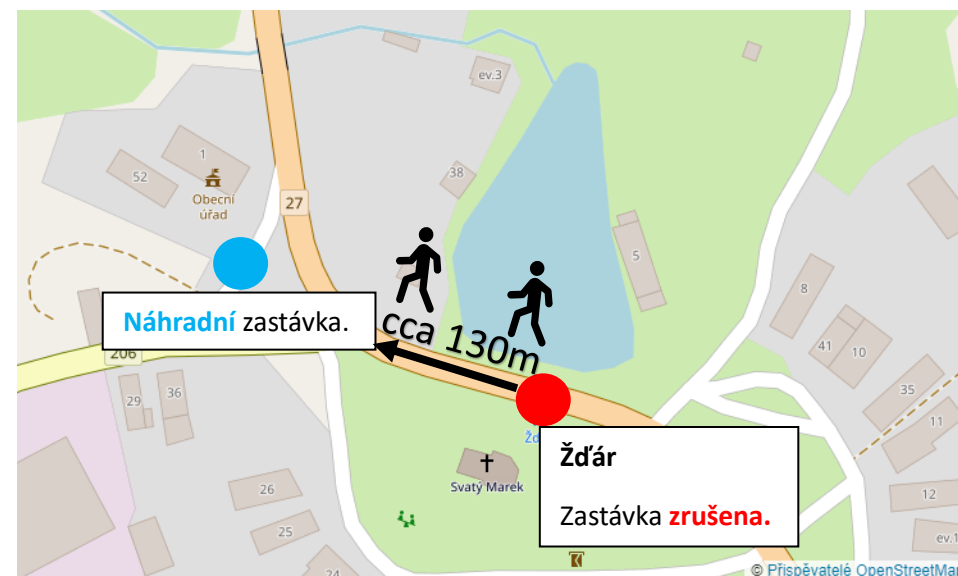 ev.3
1
52
Obecní
úřad
38
27
5
8
Náhradní zastávka.
cca 130m
206
41
10
29
36
35
11
Žďár
Svatý Marek
Zastávka zrušena.
26
12
25
ev.1
24
© Přispěvatelé OpenStreetMap